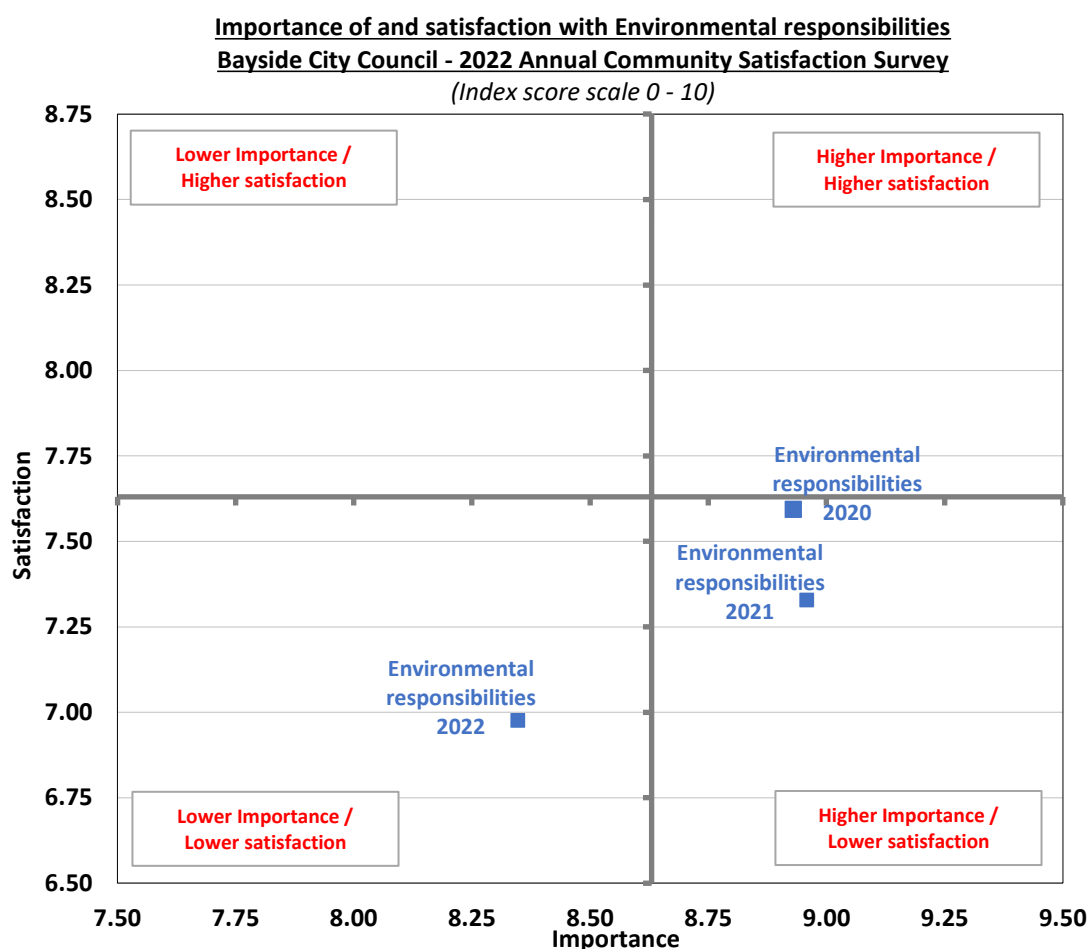 Importance of and satisfaction with Environmental responsibilities
Bayside City Council - 2022 Annual Community Satisfaction Survey
(Index score scale 0 - 10)
8.75
Lower Importance /
Higher satisfaction
Higher Importance /
Higher satisfaction
8.50
8.25
8.00
7.75
Environmental
responsibilities
2020
7.50
Environmental
responsibilities
2021
7.25
Environmental
responsibilities
2022
7.00
6.75
Lower Importance /
Lower satisfaction
Higher Importance /
Lower satisfaction
6.50
Satisfaction
7.50 7.75 8.00 8.25 8.50 8.75 9.00 9.25 9.50
Importance